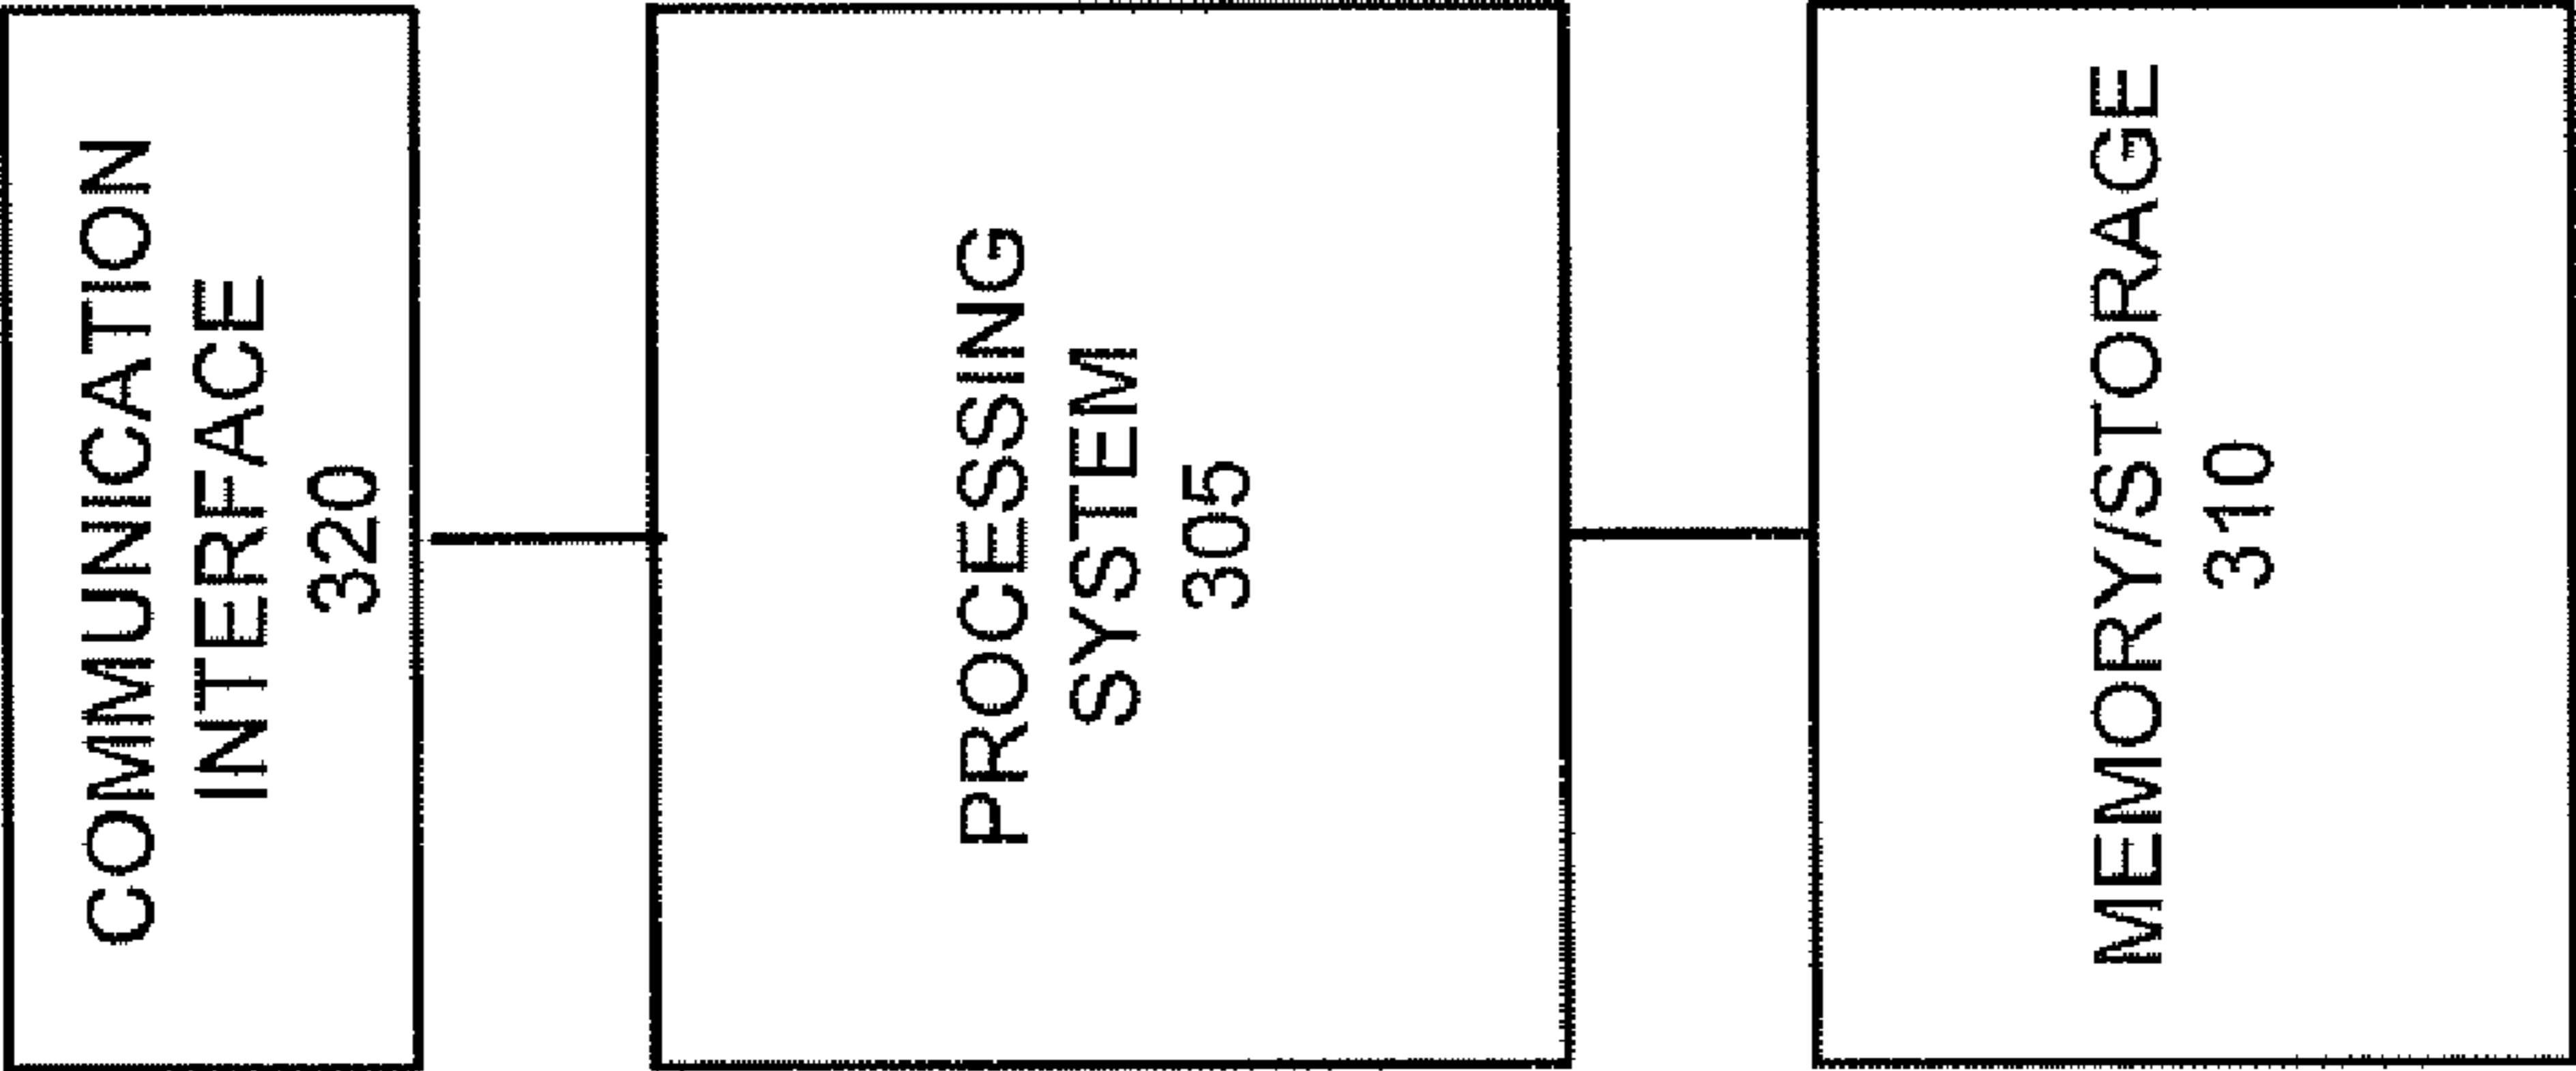 COMMUNICATION
INTERFACE
320
PROCESSING
SYSTEM
305
MEMORY/STORAGE
310